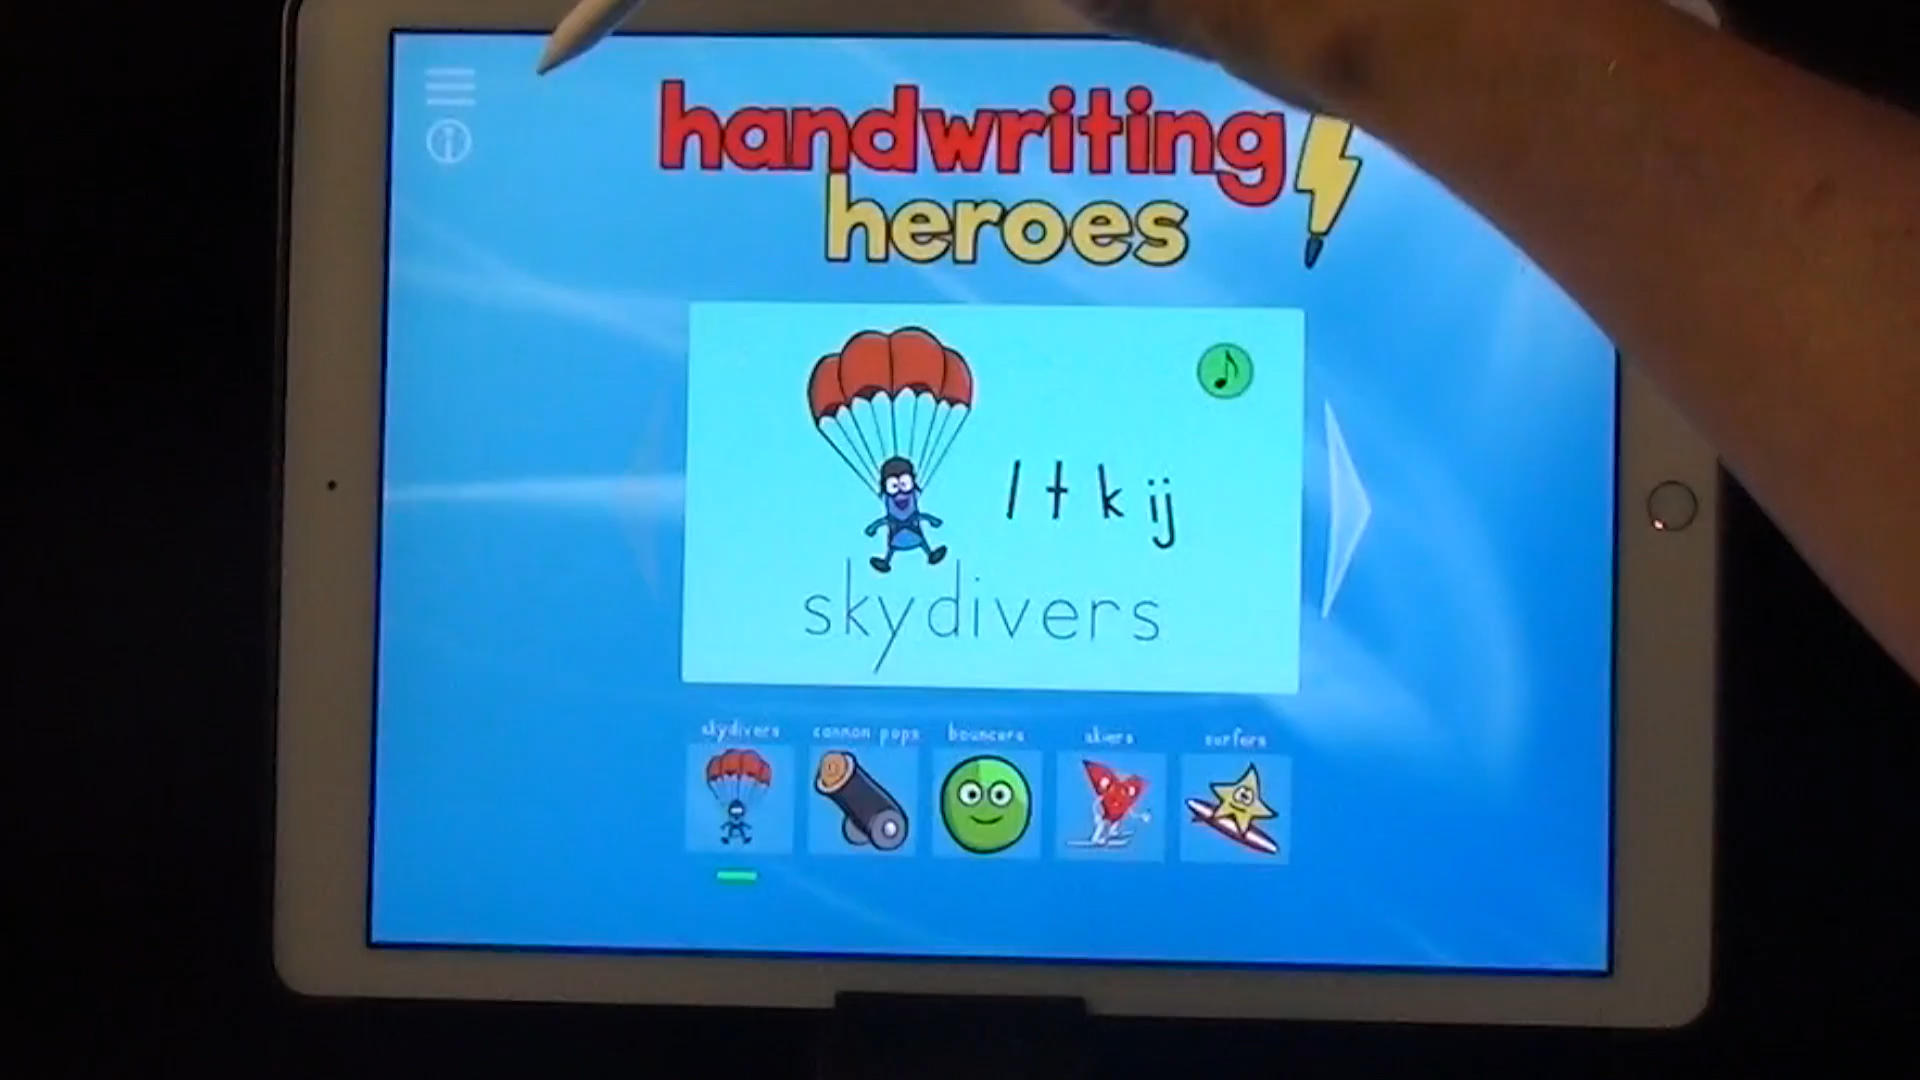 handwriting
heroes
l t k i j
skydivers
skydivers cannon pops bouncers skiers surfers